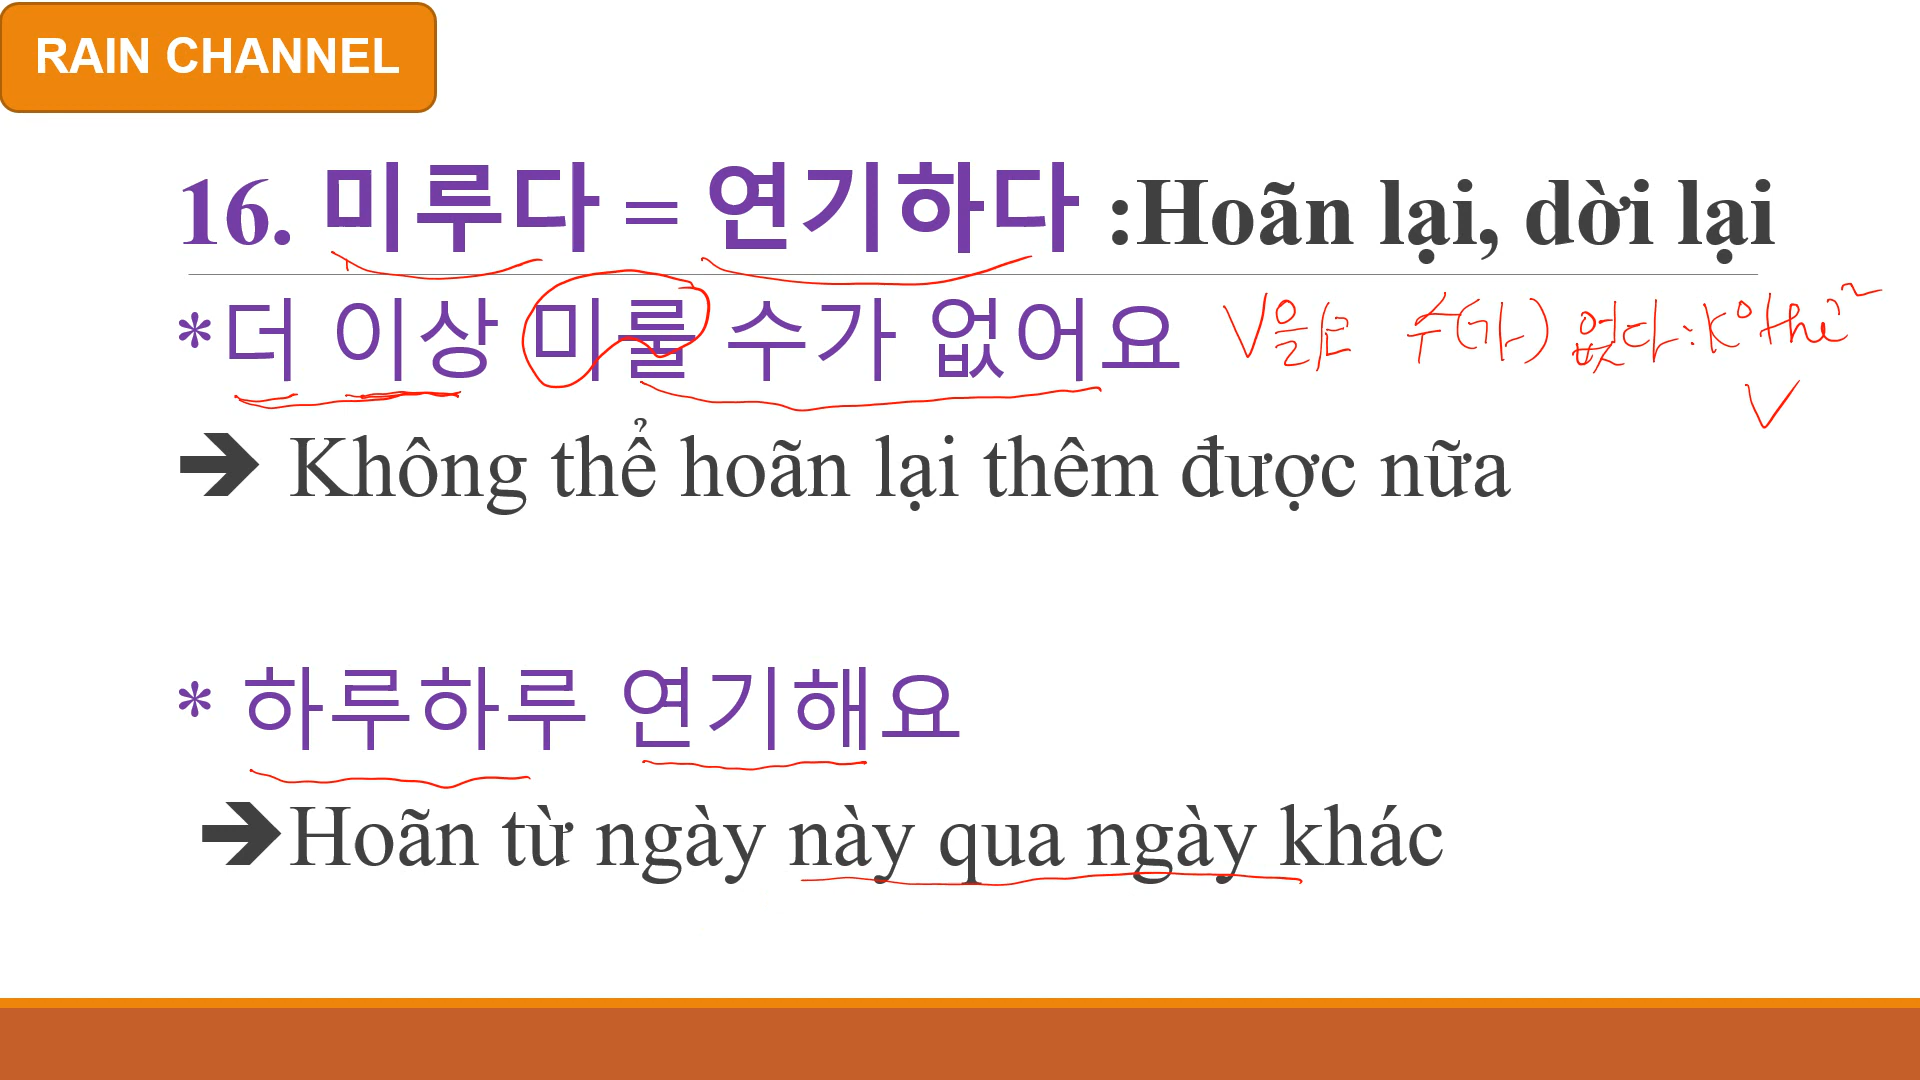 RAIN CHANNEL
16. 미루다 = 연기하다 :Hoãn lại, dời lại
*더 이상 미룰 수가 없어요 V을/ㄹ 수(가) 없다: K° thể V
➔ Không thể hoãn lại thêm được nữa
* 하루하루 연기해요
➔Hoãn từ ngày này qua ngày khác